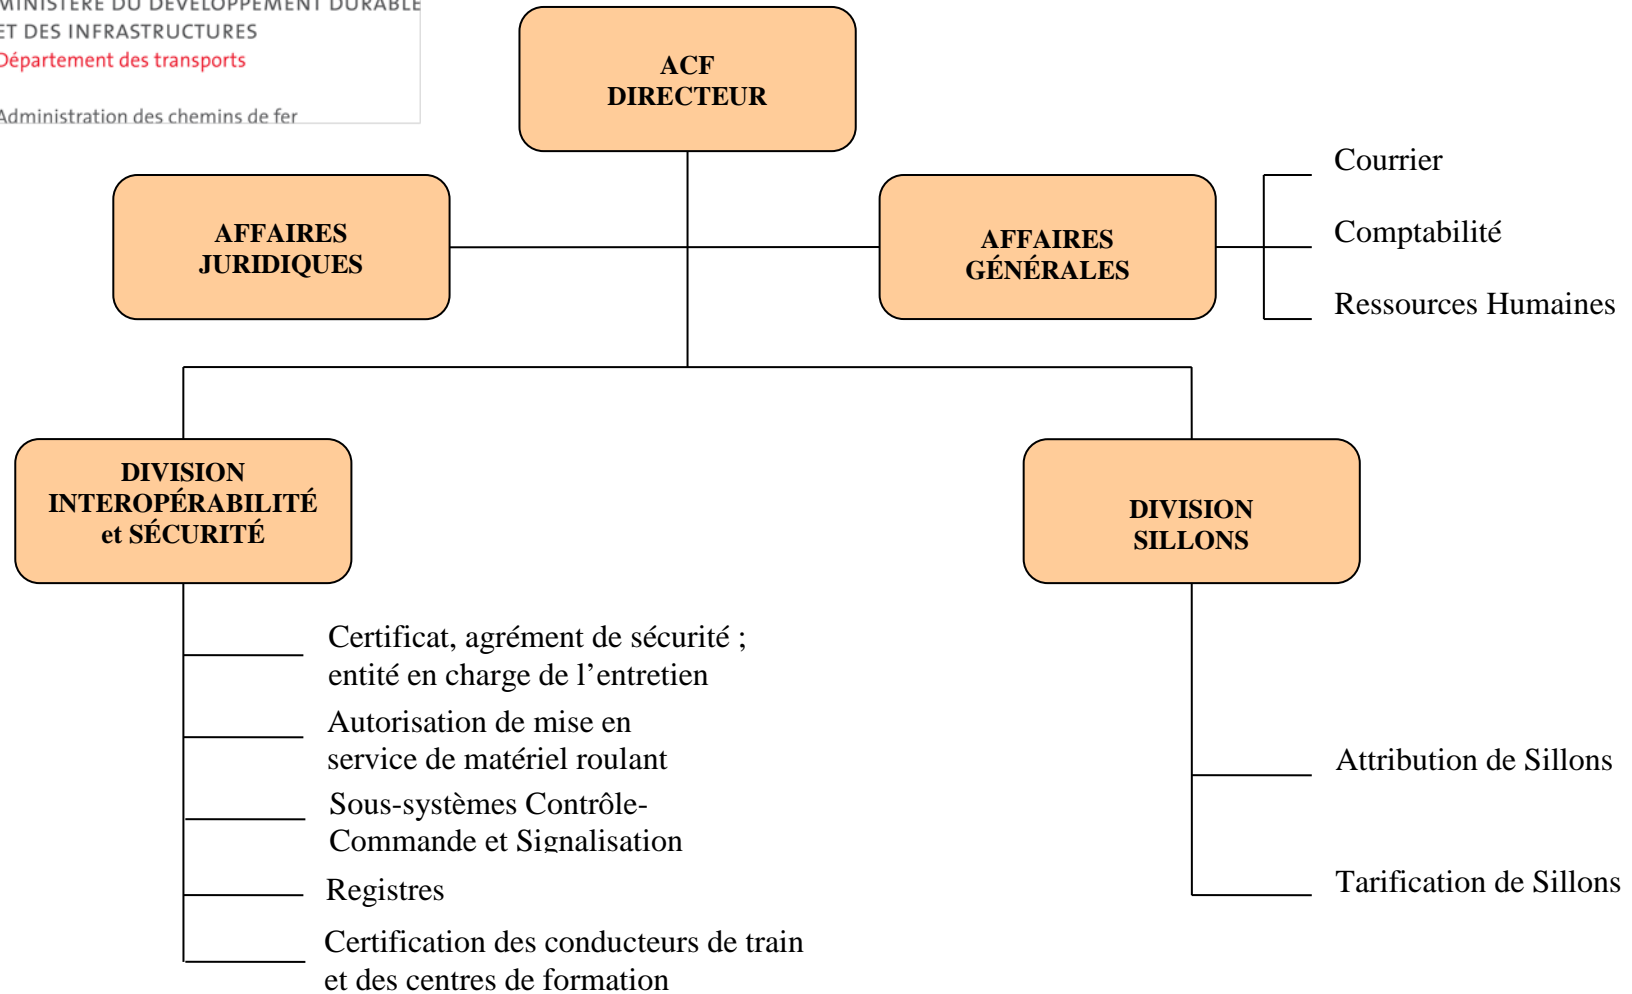 MINISTÈRE DU DÉVELOPPEMENT DURABLE
ET DES INFRASTRUCTURES
Département des transports
Administration des chemins de fer
ACF
DIRECTEUR
AFFAIRES
JURIDIQUES
AFFAIRES
GÉNÉRALES
Courrier
Comptabilité
Ressources Humaines
DIVISION
INTEROPÉRABILITÉ
et SÉCURITÉ
DIVISION
SILLONS
Certificat, agrément de sécurité ;
entité en charge de l’entretien
Autorisation de mise en
service de matériel roulant
Sous-systèmes Contrôle-
Commande et Signalisation
Registres
Certification des conducteurs de train
et des centres de formation
Attribution de Sillons
Tarification de Sillons